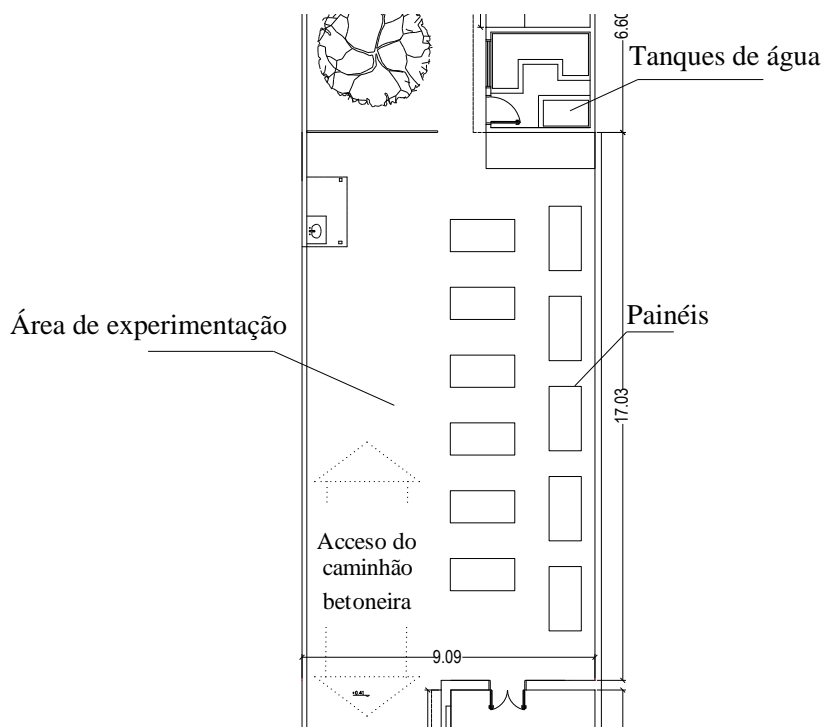 6.60
Tanques de água
Área de experimentação
Painéis
17.03
Acceso do
caminhão
betoneira
9.09